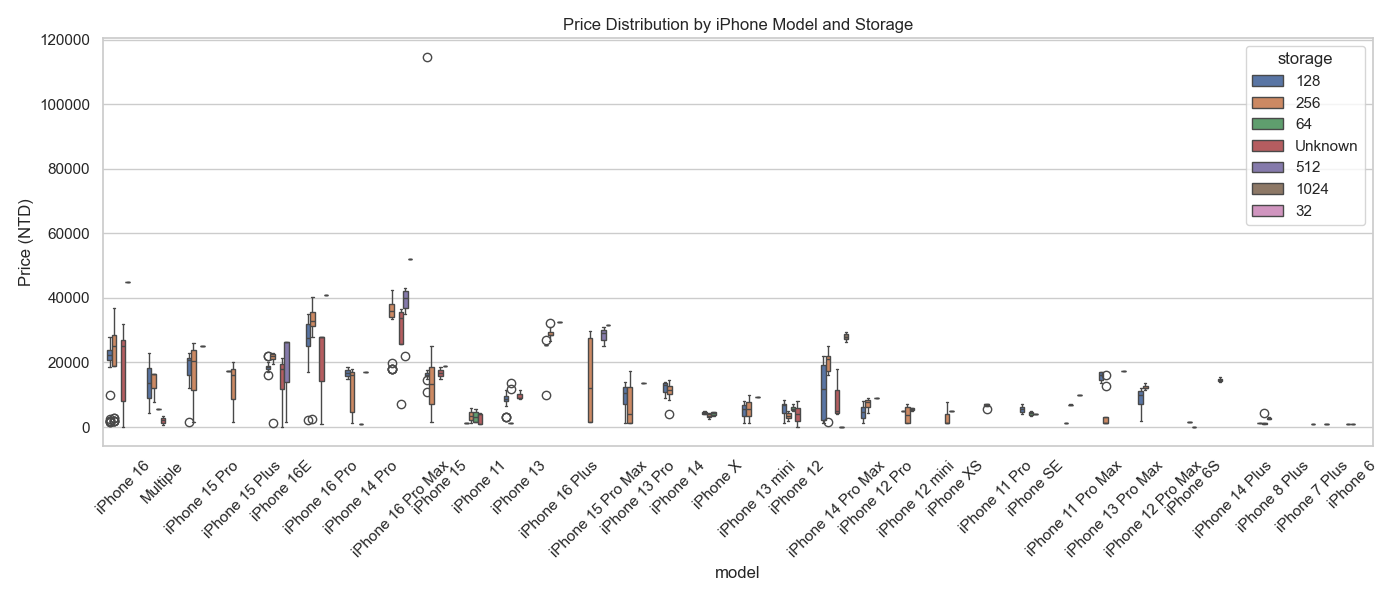 Price Distribution by iPhone Model and Storage
Price (NTD)
120000
100000
80000
60000
40000
20000
0
storage
128
256
64
Unknown
512
1024
32
iPhone 16
Multiple
iPhone 15 Pro
iPhone 15 Plus
iPhone 16E
iPhone 16 Pro
iPhone 14 Pro
iPhone 16 Pro Max
iPhone 15
iPhone 11
iPhone 13
iPhone 16 Plus
iPhone 15 Pro Max
iPhone 13 Pro
iPhone 14
iPhone X
iPhone 13 mini
iPhone 12
iPhone 14 Pro Max
iPhone 12 Pro
iPhone 12 mini
iPhone XS
iPhone 11 Pro
iPhone SE
iPhone 11 Pro Max
iPhone 13 Pro Max
iPhone 12 Pro Max
iPhone 6S
iPhone 14 Plus
iPhone 8 Plus
iPhone 7 Plus
iPhone 6
model